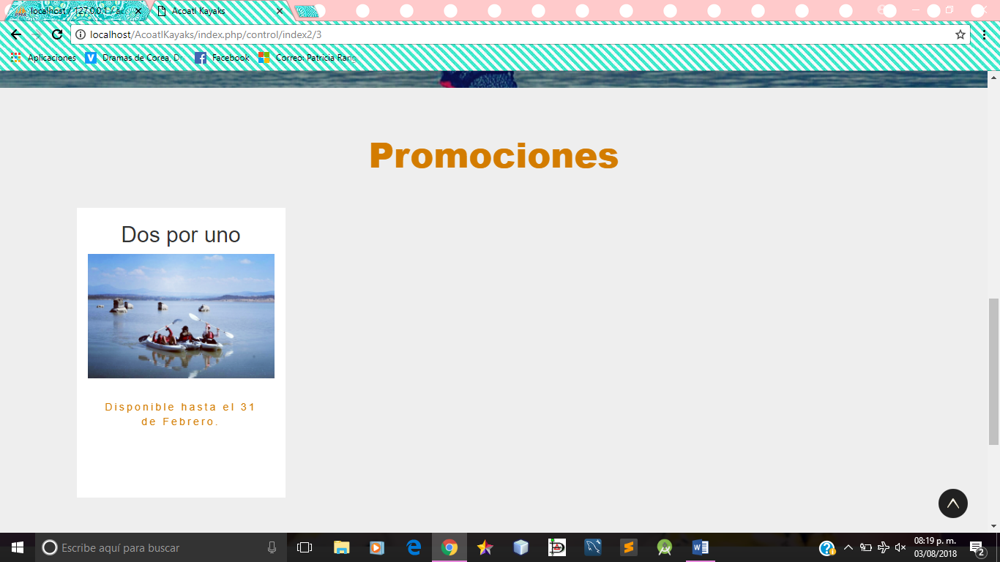 localhost / 127.0.0.1 / ac
Acoatl Kayaks
localhost/AcoatlKayaks/index.php/control/index2/3
Aplicaciones
Dramas de Corea, Dr
Facebook
Correo: Patricia Rang
Promociones
Dos por uno
Disponible hasta el 31
de Febrero.
Escribe aquí para buscar
08:19 p. m.
03/08/2018
2